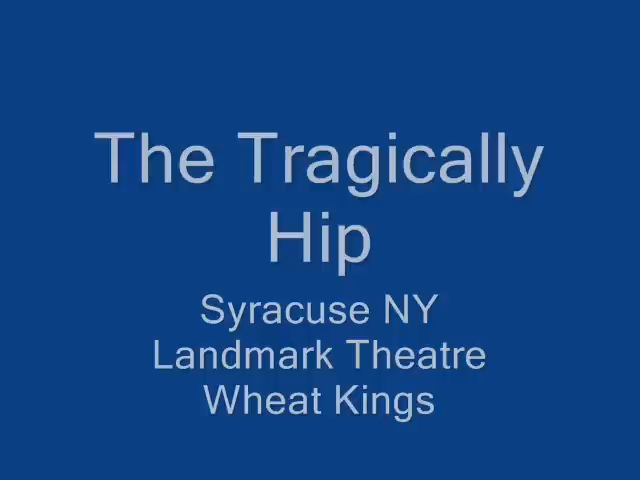 The Tragically
Hip
Syracuse NY
Landmark Theatre
Wheat Kings